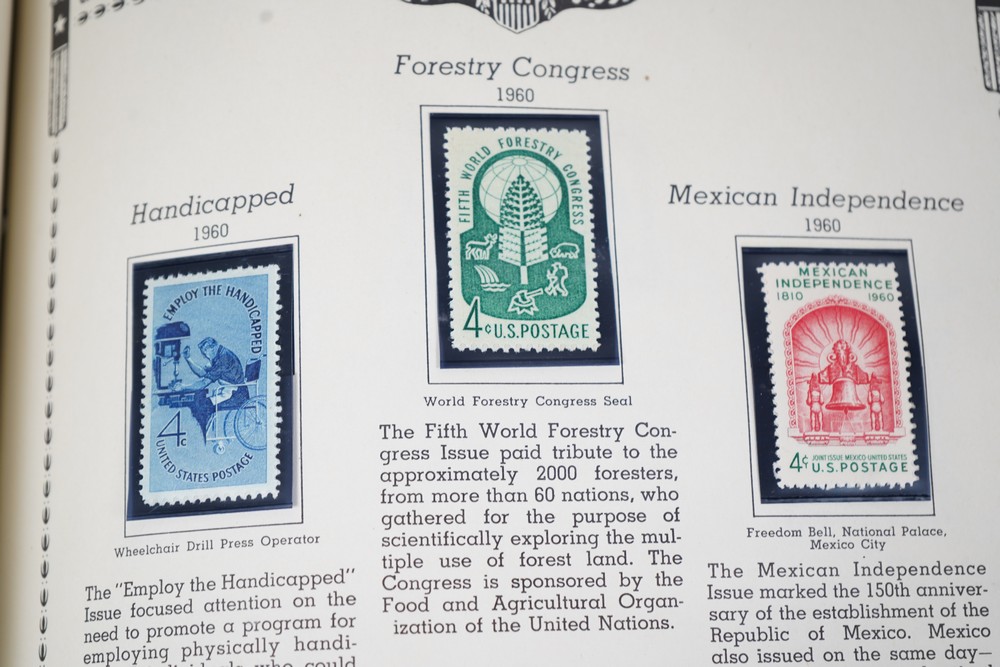 Forestry Congress
1960
FIFTH WORLD FORESTRY CONGRESS
4¢ U.S. POSTAGE
World Forestry Congress Seal
The Fifth World Forestry Con-
gress Issue paid tribute to the
approximately 2000 foresters,
from more than 60 nations, who
gathered for the purpose of
scientifically exploring the mul-
tiple use of forest land. The
Congress is sponsored by the
Food and Agricultural Organ-
ization of the United Nations.
Handicapped
1960
EMPLOY THE HANDICAPPED
4c
UNITED STATES POSTAGE
Wheelchair Drill Press Operator
The "Employ the Handicapped"
Issue focused attention on the
need to promote a program for
employing physically handi-
who could
Mexican Independence
1960
MEXICAN
INDEPENDENCE
1810 1960
4¢ JOINT ISSUE MEXICO·UNITED STATES
U.S. POSTAGE
Freedom Bell, National Palace,
Mexico City
The Mexican Independence
Issue marked the 150th anniver-
sary of the establishment of the
Republic of Mexico. Mexico
also issued on the same day—